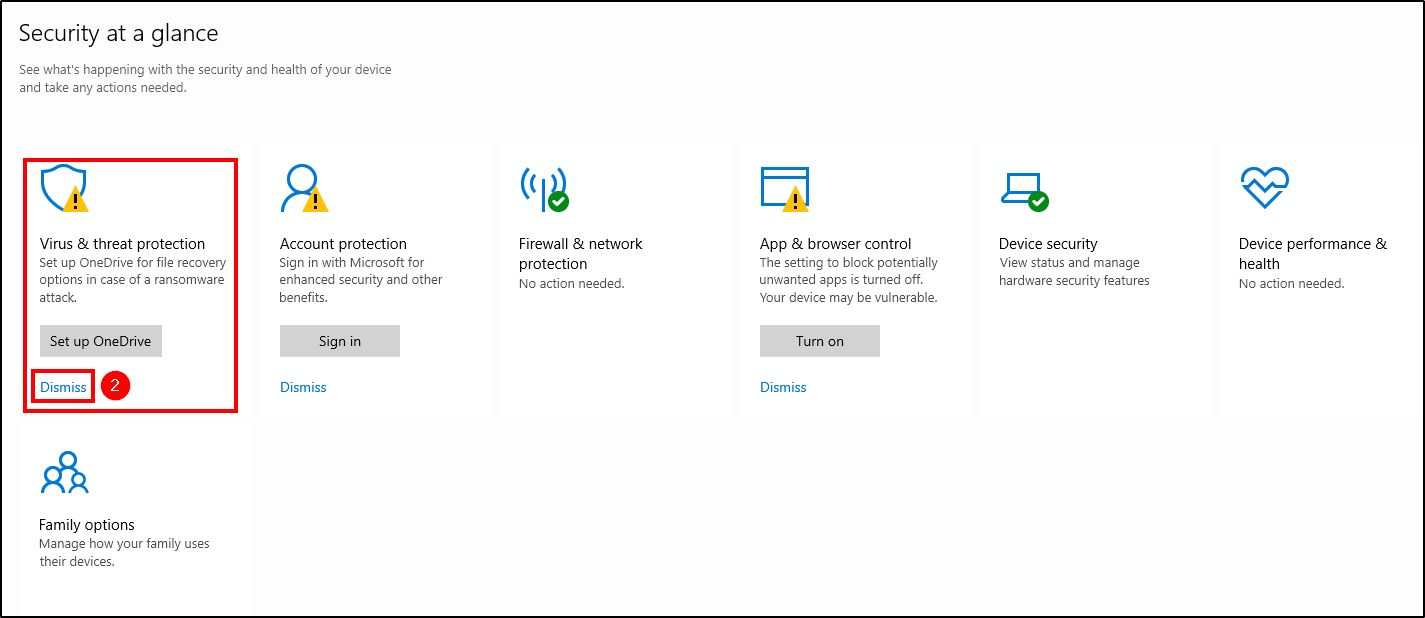 Security at a glance
See what's happening with the security and health of your device
and take any actions needed.
Virus & threat protection
Set up OneDrive for file recovery
options in case of a ransomware
attack.
Set up OneDrive
Dismiss
2
Account protection
Sign in with Microsoft for
enhanced security and other
benefits.
Sign in
Dismiss
Firewall & network
protection
No action needed.
App & browser control
The setting to block potentially
unwanted apps is turned off.
Your device may be vulnerable.
Turn on
Dismiss
Device security
View status and manage
hardware security features
Device performance &
health
No action needed.
Family options
Manage how your family uses
their devices.